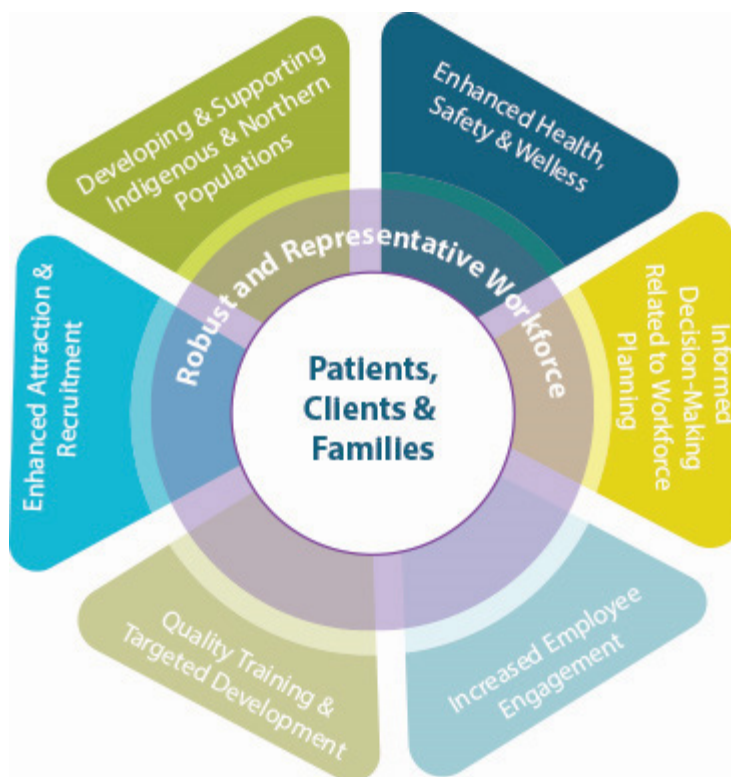 Developing & Supporting
Indigenous & Northern
Populations
Enhanced Health,
Safety & Welless
Informed
Decision-Making
Related to Workforce
Planning
Increased Employee
Engagement
Quality Training &
Targeted Development
Enhanced Attraction &
Recruitment
Robust and Representative Workforce
Patients,
Clients &
Families